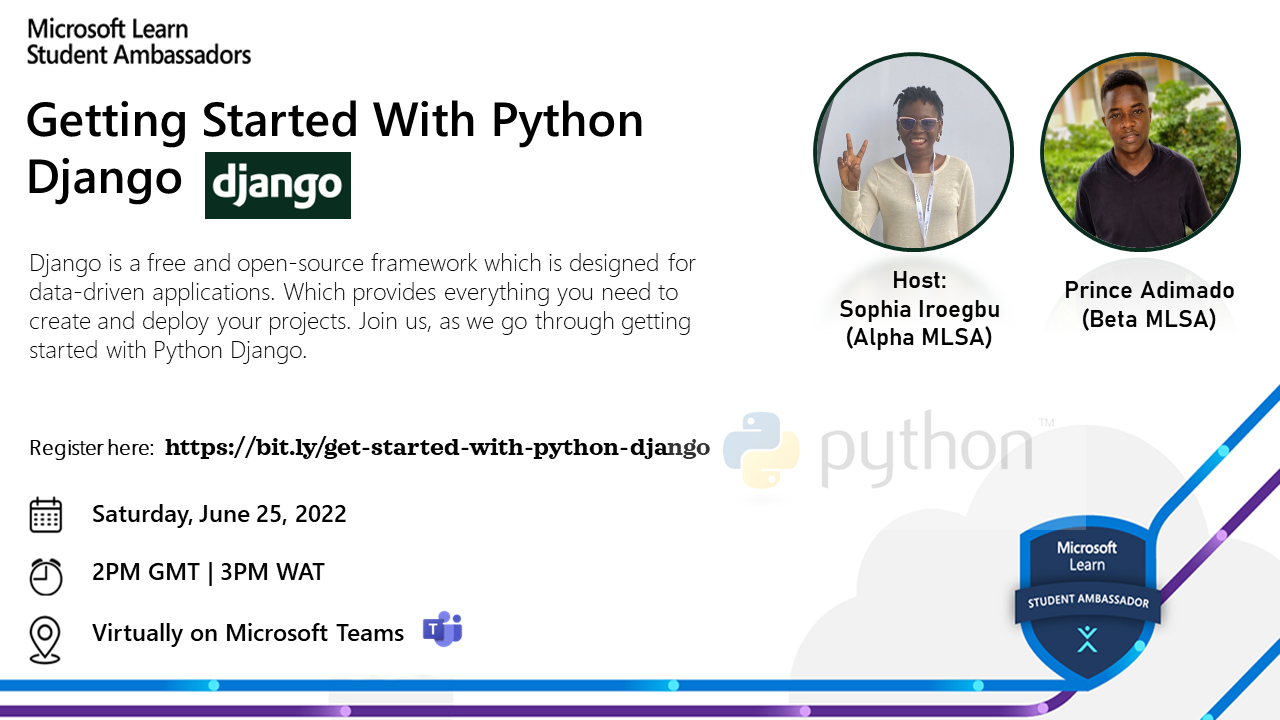 Microsoft Learn
Student Ambassadors
Getting Started With Python
Django
django
Django is a free and open-source framework which is designed for
data-driven applications. Which provides everything you need to
create and deploy your projects. Join us, as we go through getting
started with Python Django.
Register here: https://bit.ly/get-started-with-python-django
Saturday, June 25, 2022
2PM GMT | 3PM WAT
Virtually on Microsoft Teams
T
Host:
Sophia Iroegbu
(Alpha MLSA)
Prince Adimado
(Beta MLSA)
python™
Microsoft
Learn
STUDENT AMBASSADOR